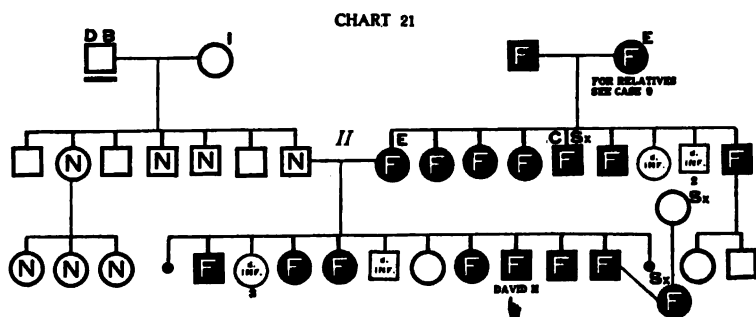 CHART 21
D B
I
F
F
E
FOR RELATIVES
SEE CASE 9
II
N
N
N
N
F
E
F
F
F
C Sx
F
F
d. INF.
d. INF.
2
F
Sx
N
N
N
F
d. INF.
3
F
F
d. INF.
F
F
F
F
Sx
F
DAVID H